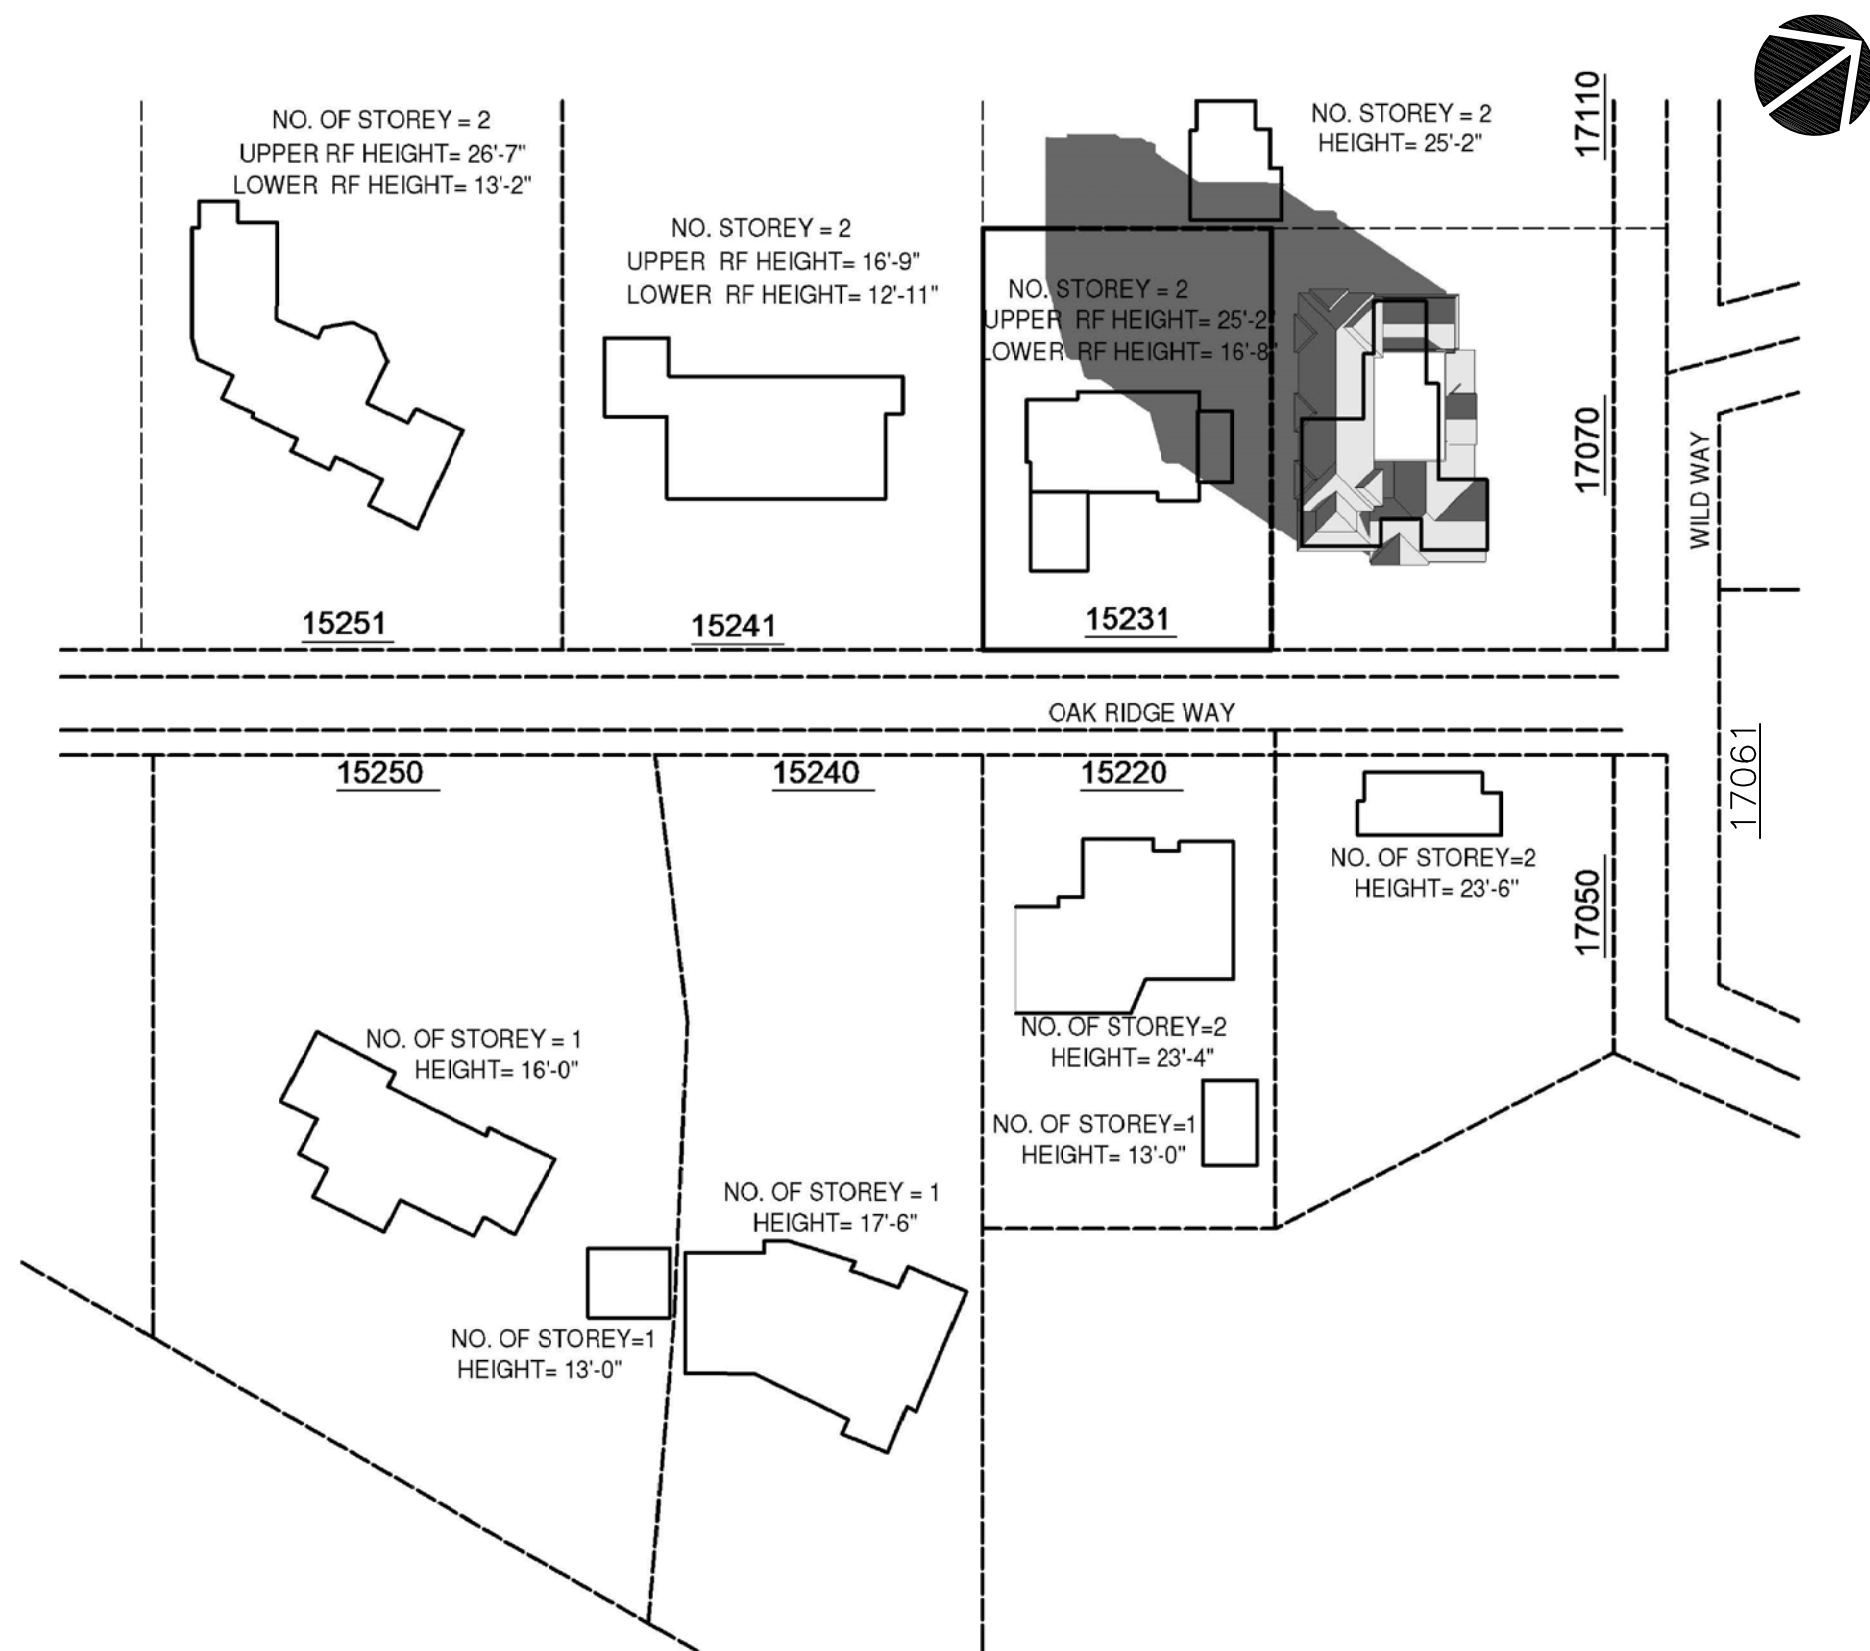 NO. OF STOREY = 2
UPPER RF HEIGHT= 26'-7"
LOWER RF HEIGHT= 13'-2"
NO. STOREY = 2
UPPER RF HEIGHT= 16'-9"
LOWER RF HEIGHT= 12'-11"
NO. STOREY = 2
UPPER RF HEIGHT= 25'-2"
LOWER RF HEIGHT= 16'-8"
NO. STOREY = 2
HEIGHT= 25'-2"
17110
17070
WILD WAY
15251
15241
15231
OAK RIDGE WAY
15250
15240
15220
17061
NO. OF STOREY=2
HEIGHT= 23'-6"
17050
NO. OF STOREY = 1
HEIGHT= 16'-0"
NO. OF STOREY=2
HEIGHT= 23'-4"
NO. OF STOREY=1
HEIGHT= 13'-0"
NO. OF STOREY = 1
HEIGHT= 17'-6"
NO. OF STOREY=1
HEIGHT= 13'-0"